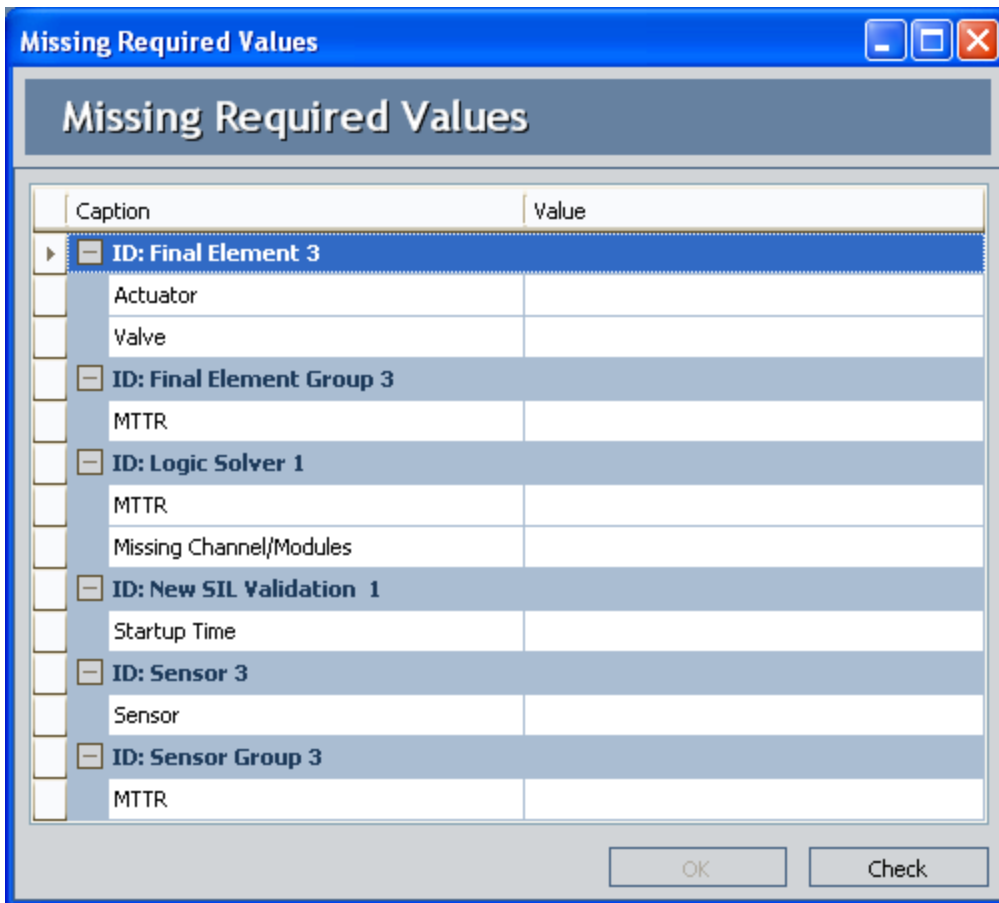 Missing Required Values
Missing Required Values
Caption Value
ID: Final Element 3
Actuator
Valve
ID: Final Element Group 3
MTTR
ID: Logic Solver 1
MTTR
Missing Channel/Modules
ID: New SIL Validation  1
Startup Time
ID: Sensor 3
Sensor
ID: Sensor Group 3
MTTR
OK Check